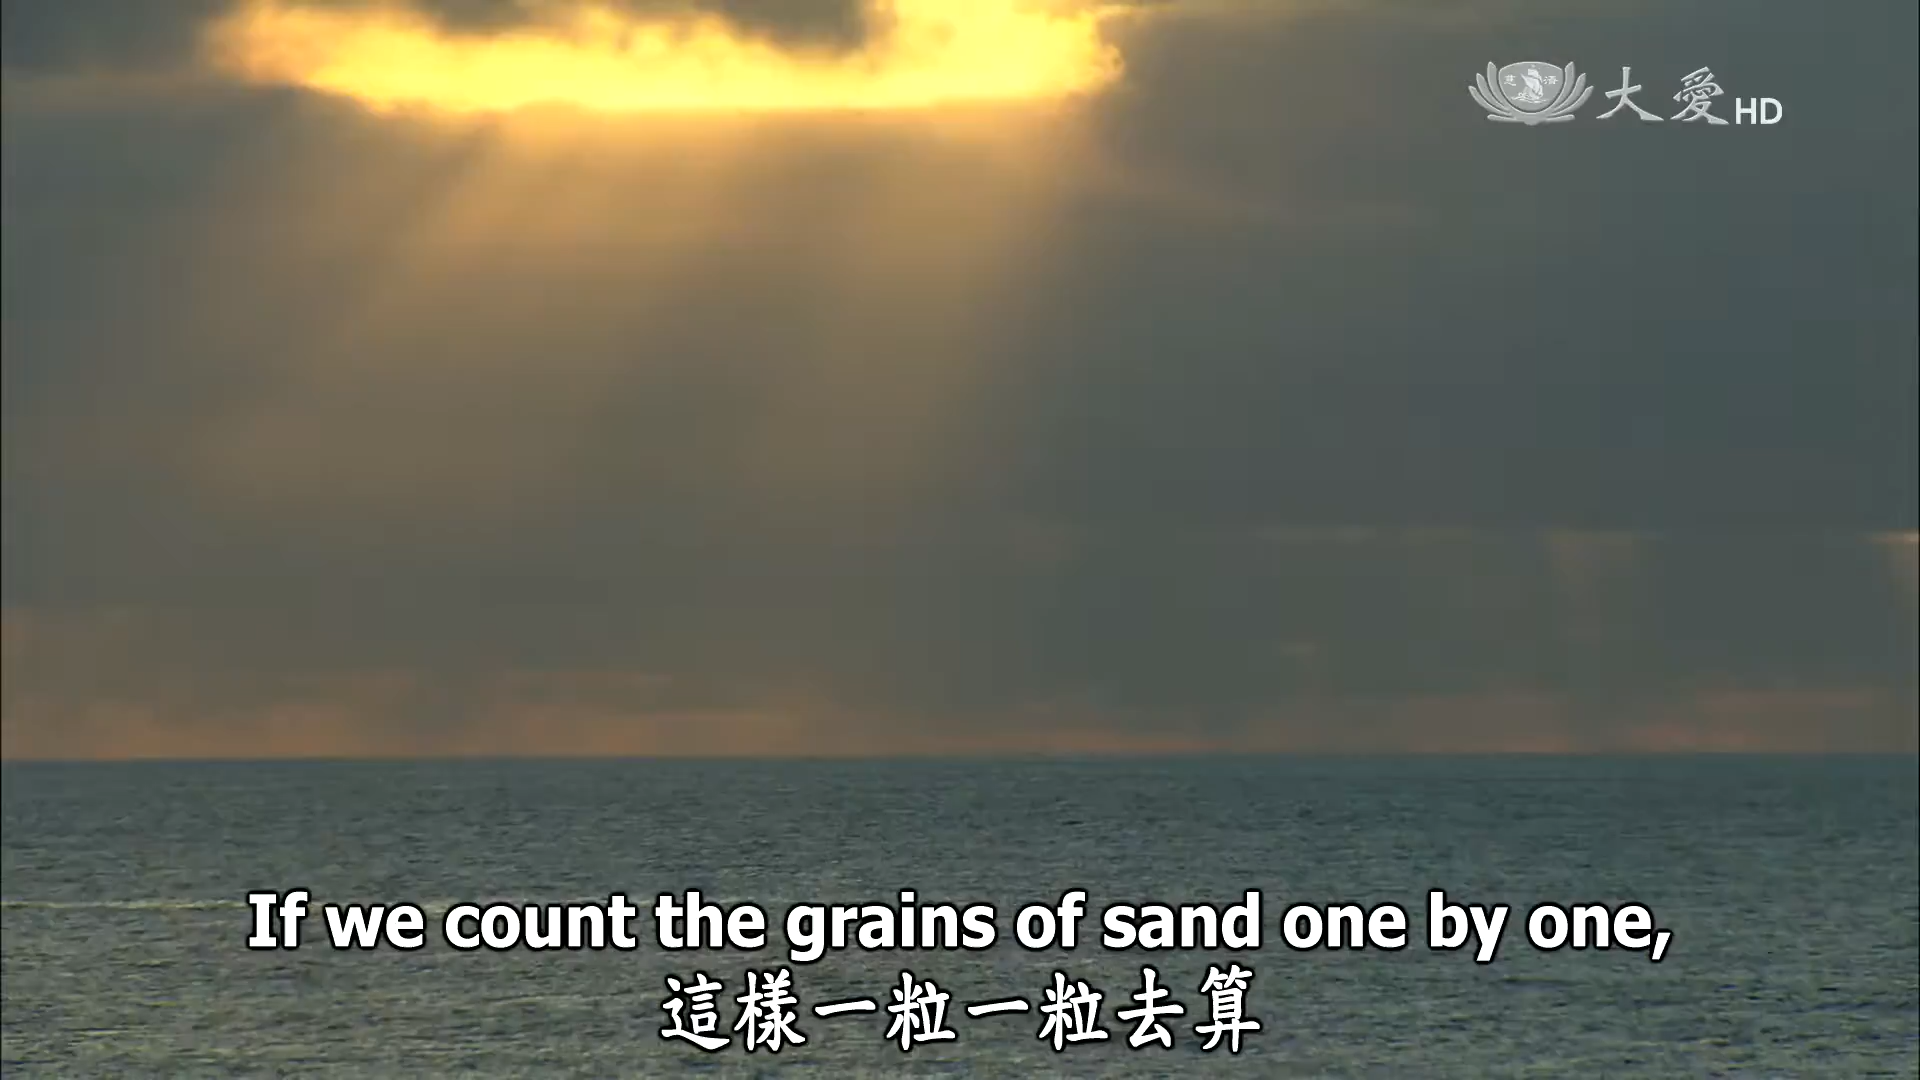 大愛HD
If we count the grains of sand one by one,
這樣一粒一粒去算